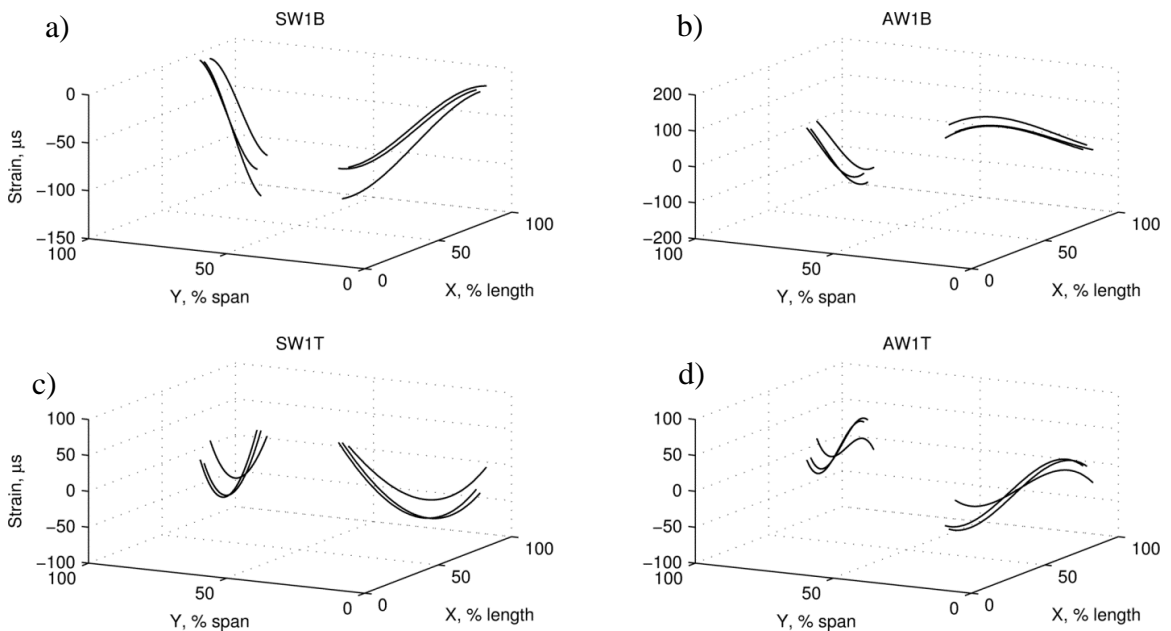 a)
SW1B
0
−50
−100
−150
Strain, μs
100
50
0
Y, % span
0
50
100
X, % length
b)
AW1B
200
100
0
−100
−200
100
50
0
Y, % span
0
50
100
X, % length
c)
SW1T
100
50
0
−50
−100
Strain, μs
100
50
0
Y, % span
0
50
100
X, % length
d)
AW1T
100
50
0
−50
−100
100
50
0
Y, % span
0
50
100
X, % length